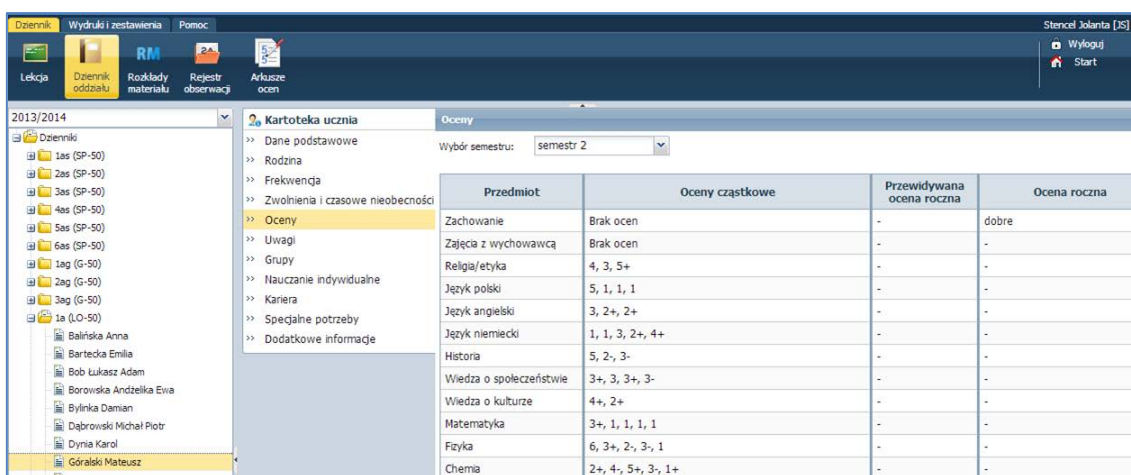 Dziennik Wydruki i zestawienia Pomoc Stencel Jolanta [JS]
Wyloguj
Start
Lekcja
Dziennik oddziału
RM Rozkłady materiału
Rejestr obserwacji
Arkusze ocen
2013/2014
Dzienniki
1as (SP-50)
2as (SP-50)
3as (SP-50)
4as (SP-50)
5as (SP-50)
6as (SP-50)
1ag (G-50)
2ag (G-50)
3ag (G-50)
1a (LO-50)
Balińska Anna
Bartecka Emilia
Bob Łukasz Adam
Borowska Andżelika Ewa
Bylinka Damian
Dąbrowski Michał Piotr
Dynia Karol
Góralski Mateusz
Kartoteka ucznia
>> Dane podstawowe
>> Rodzina
>> Frekwencja
>> Zwolnienia i czasowe nieobecności
>> Oceny
>> Uwagi
>> Grupy
>> Nauczanie indywidualne
>> Kariera
>> Specjalne potrzeby
>> Dodatkowe informacje
Oceny
Wybór semestru: semestr 2
Przedmiot Oceny cząstkowe Przewidywana ocena roczna Ocena roczna
Zachowanie Brak ocen - dobre
Zajęcia z wychowawcą Brak ocen - -
Religia/etyka 4, 3, 5+ - -
Język polski 5, 1, 1, 1 - -
Język angielski 3, 2+, 2+ - -
Język niemiecki 1, 1, 3, 2+, 4+ - -
Historia 5, 2-, 3- - -
Wiedza o społeczeństwie 3+, 3, 3+, 3- - -
Wiedza o kulturze 4+, 2+ - -
Matematyka 3+, 1, 1, 1, 1 - -
Fizyka 6, 3+, 2-, 3-, 1 - -
Chemia 2+, 4-, 5+, 3-, 1+ - -